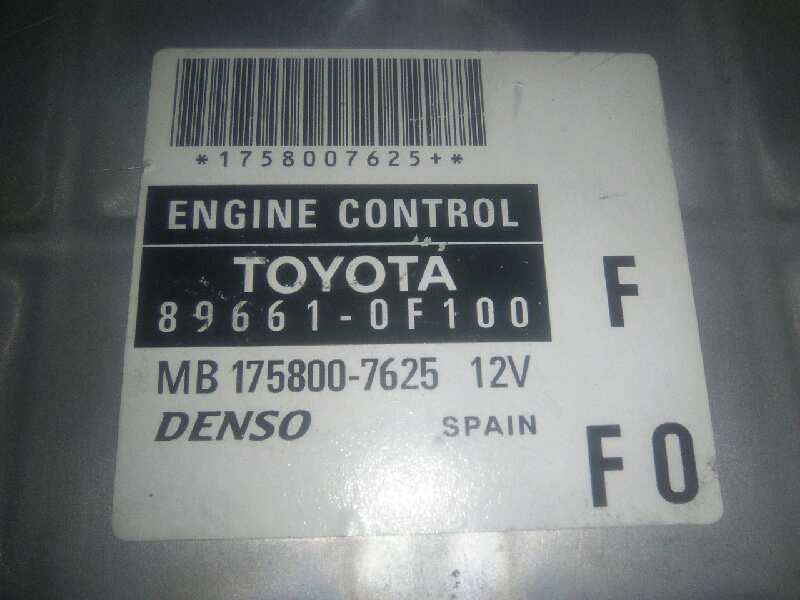 *1758007625+*
ENGINE CONTROL
TOYOTA
89661-0F100
F
MB 175800-7625 12V
DENSO SPAIN
F0